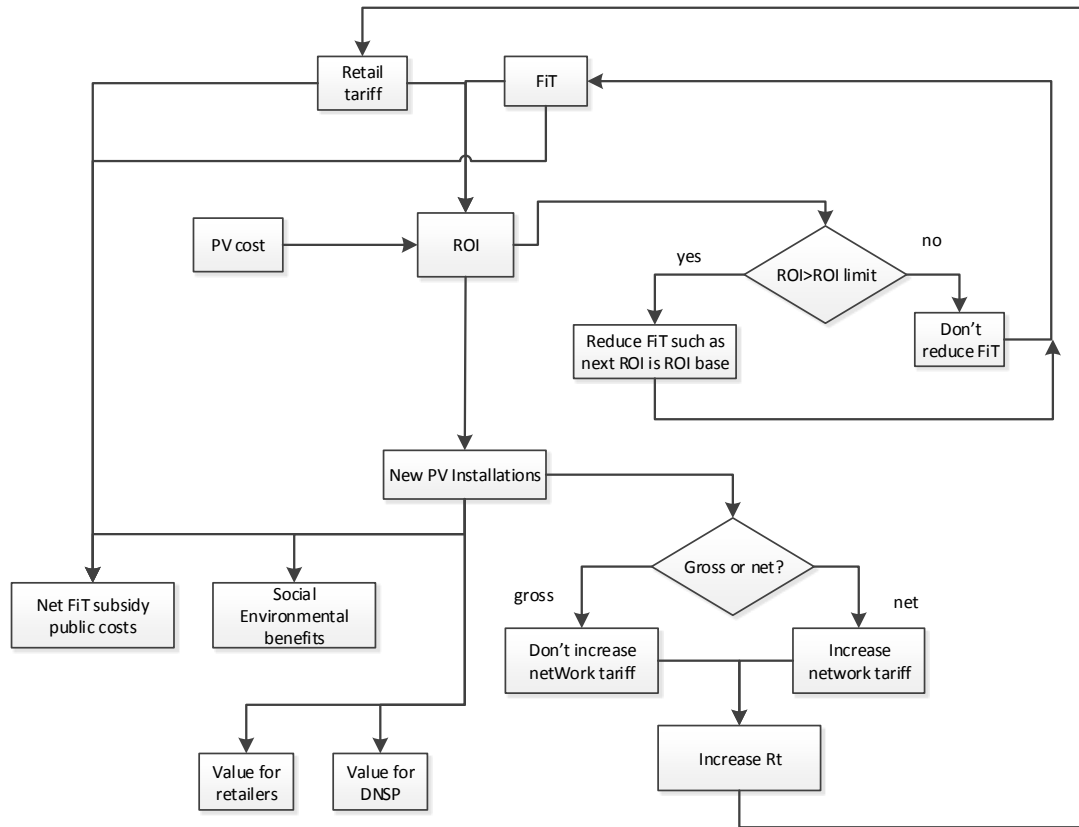 Retail
tariff
FiT
PV cost
ROI
ROI>ROI limit
yes
no
Reduce FiT such as
next ROI is ROI base
Don't
reduce FiT
New PV Installations
Gross or net?
gross
net
Net FiT subsidy
public costs
Social
Environmental
benefits
Don't increase
netWork tariff
Increase
network tariff
Value for
retailers
Value for
DNSP
Increase Rt